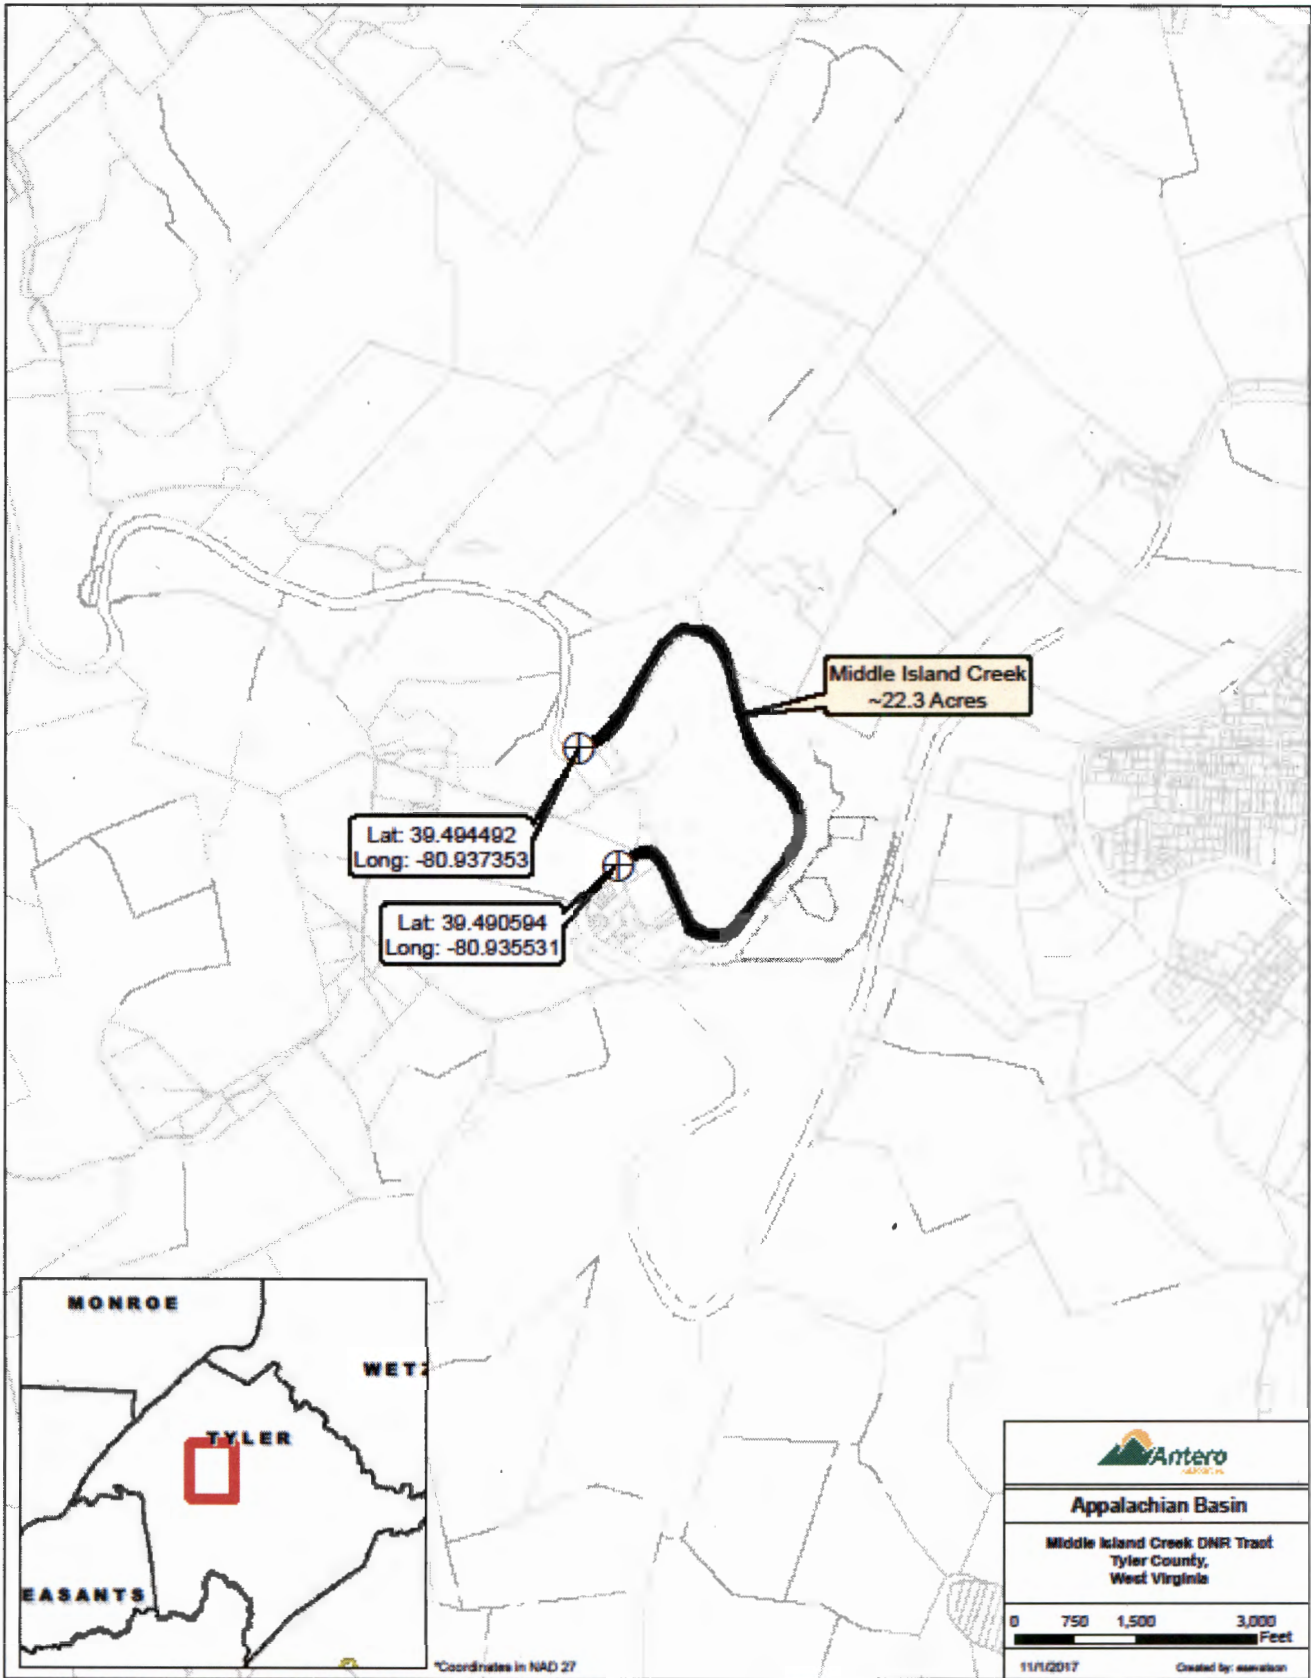 Middle Island Creek
~22.3 Acres
Lat: 39.494492
Long: -80.937353
Lat: 39.490594
Long: -80.935531
MONROE
WETZ
TYLER
EASANTS
Antero
Appalachian Basin
Middle Island Creek DNR Tract
Tyler County,
West Virginia
0 750 1,500 3,000
Feet
*Coordinates in NAD 27
11/1/2017
Created by: